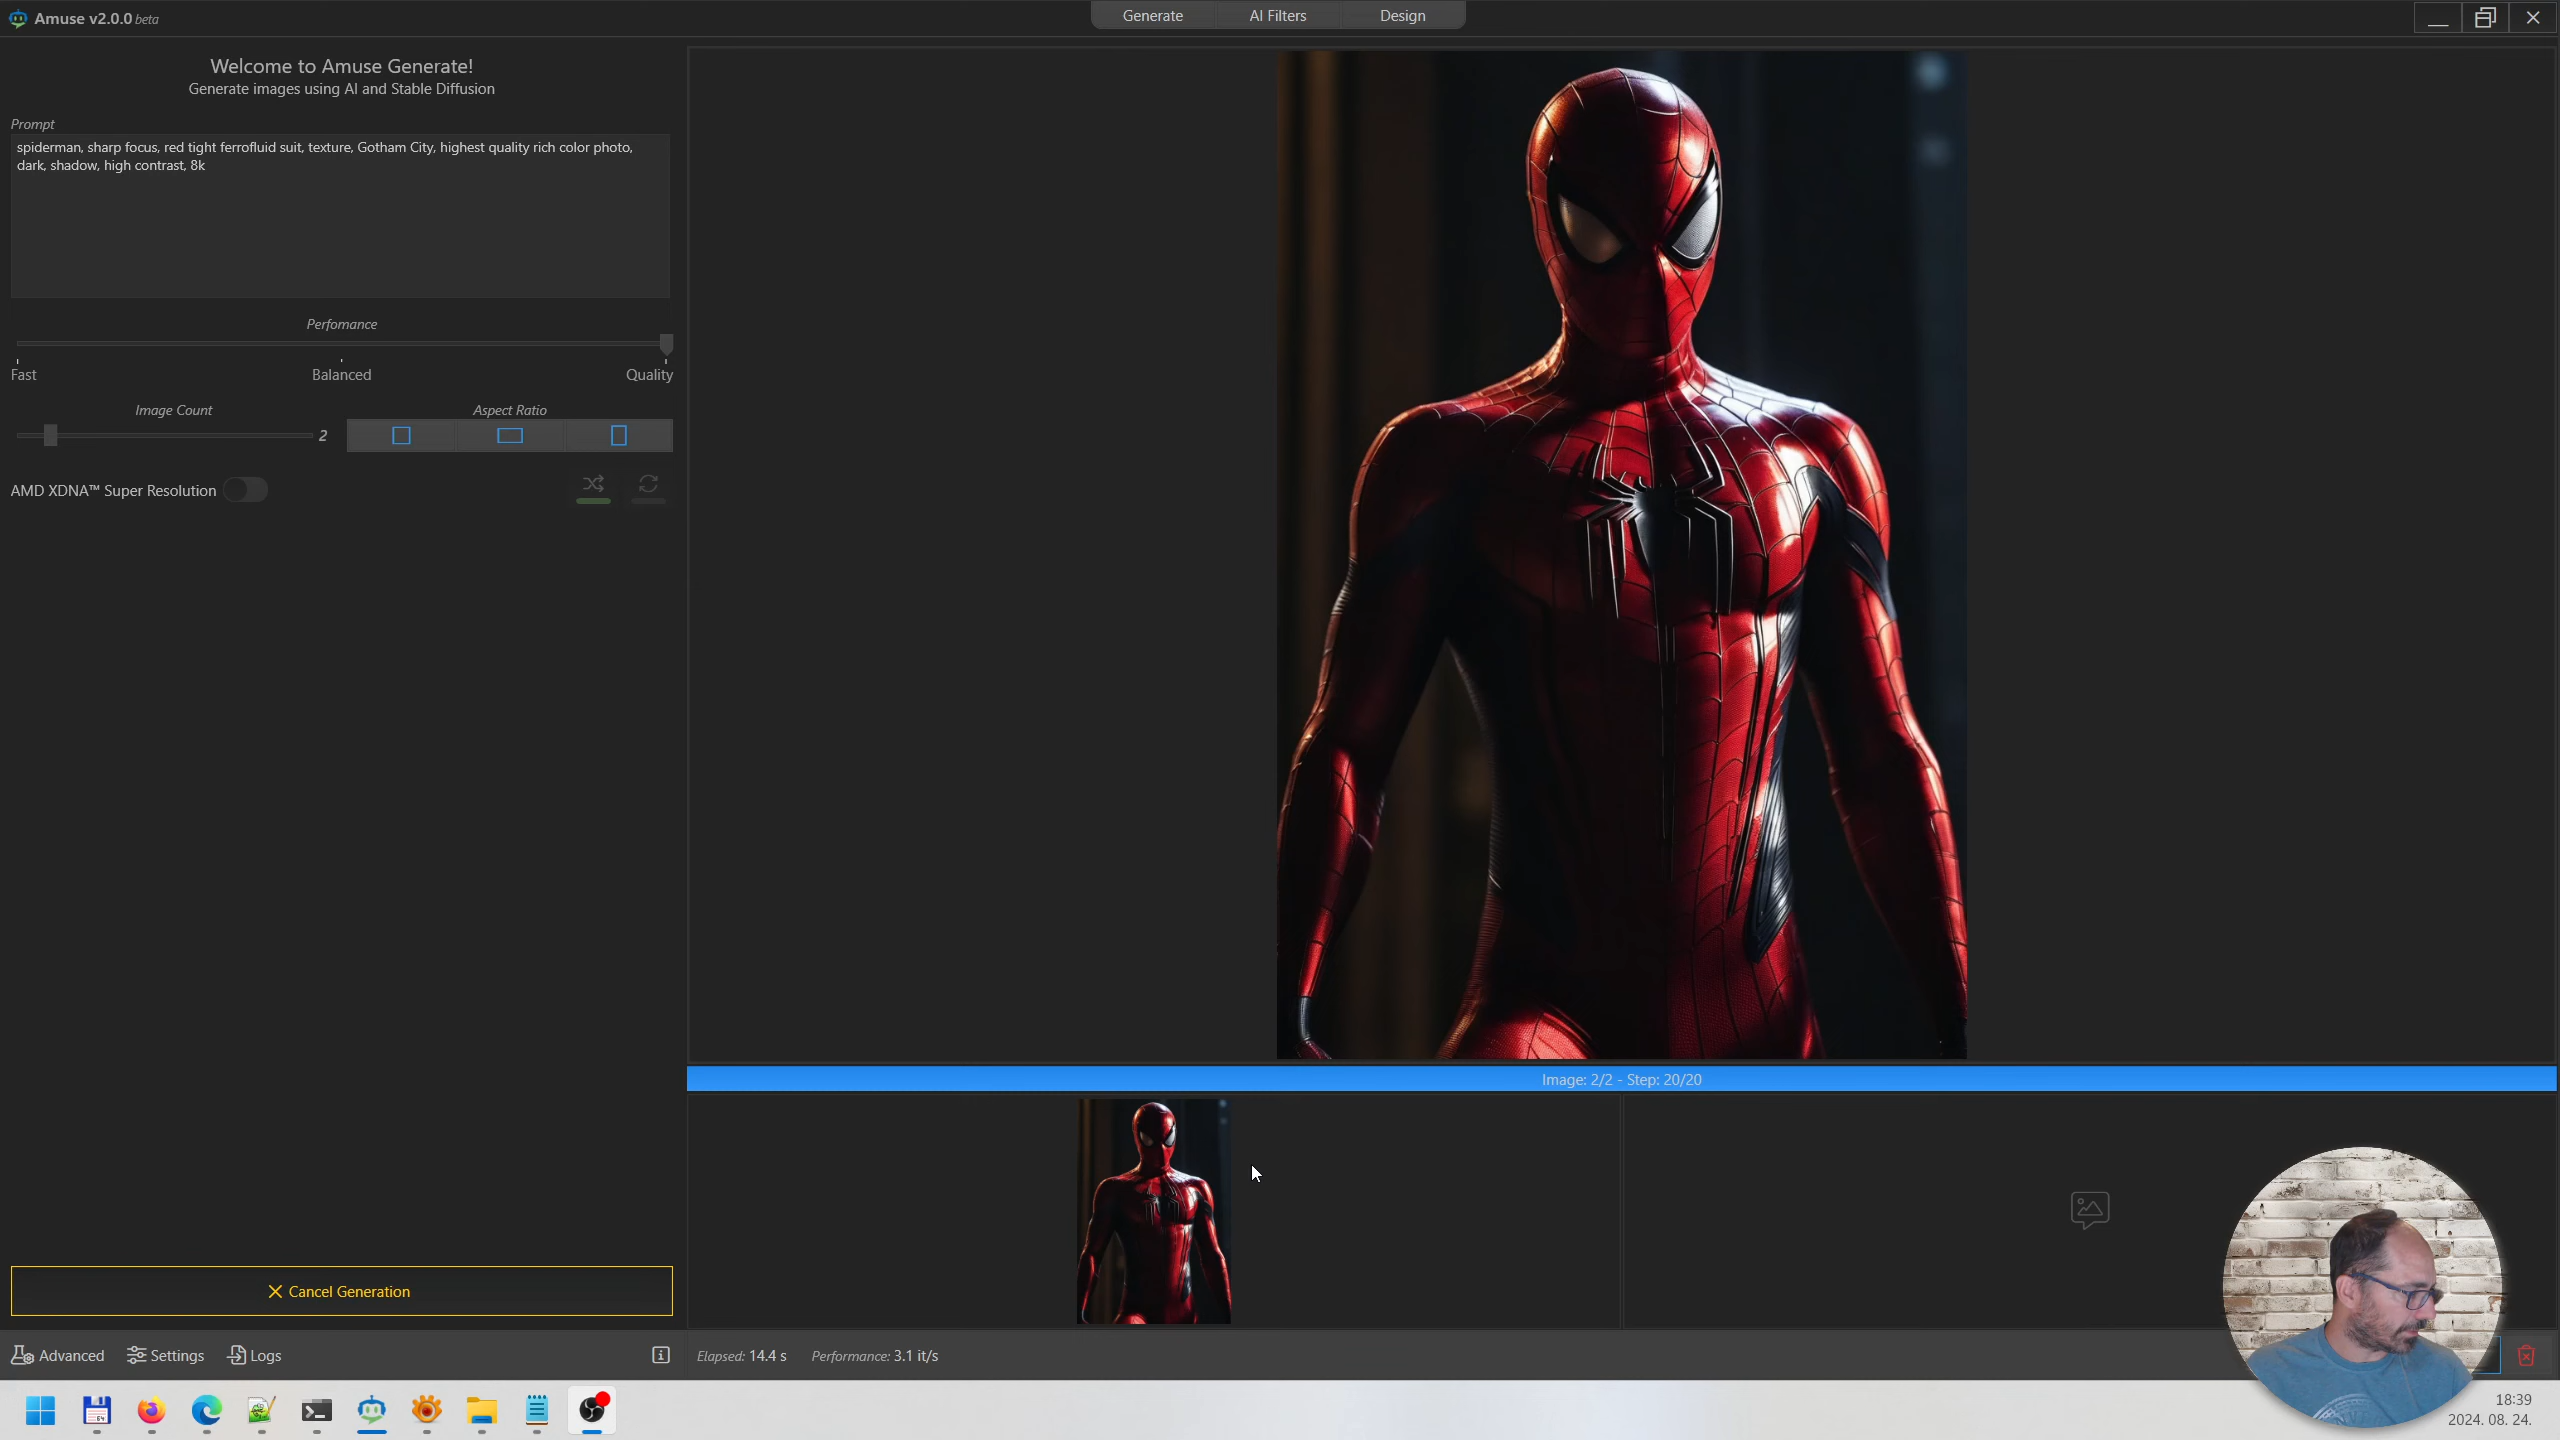 Amuse v2.0.0 beta
Generate
AI Filters
Design
Welcome to Amuse Generate!
Generate images using AI and Stable Diffusion
Prompt
spiderman, sharp focus, red tight ferrofluid suit, texture, Gotham City, highest quality rich color photo,
dark, shadow, high contrast, 8k
Perfomance
Fast
Balanced
Quality
Image Count
Aspect Ratio
2
AMD XDNA™ Super Resolution
Image: 2/2 - Step: 20/20
Cancel Generation
Advanced
Settings
Logs
Elapsed: 14.4 s
Performance: 3.1 it/s
64
18:39
2024. 08. 24.